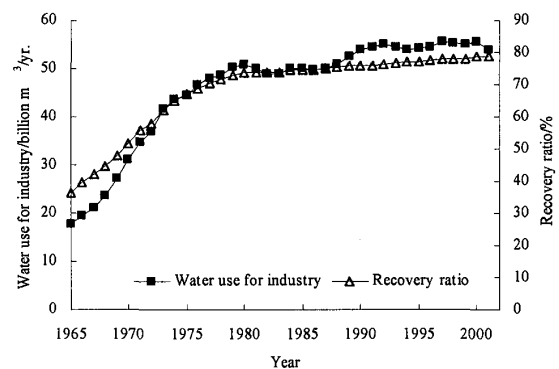 Water use for industry/billion m ³/yr.
60
50
40
30
20
10
0
90
80
70
60
50
40
30
20
10
0
Recovery ratio/%
Water use for industry
Recovery ratio
1965 1970 1975 1980 1985 1990 1995 2000
Year